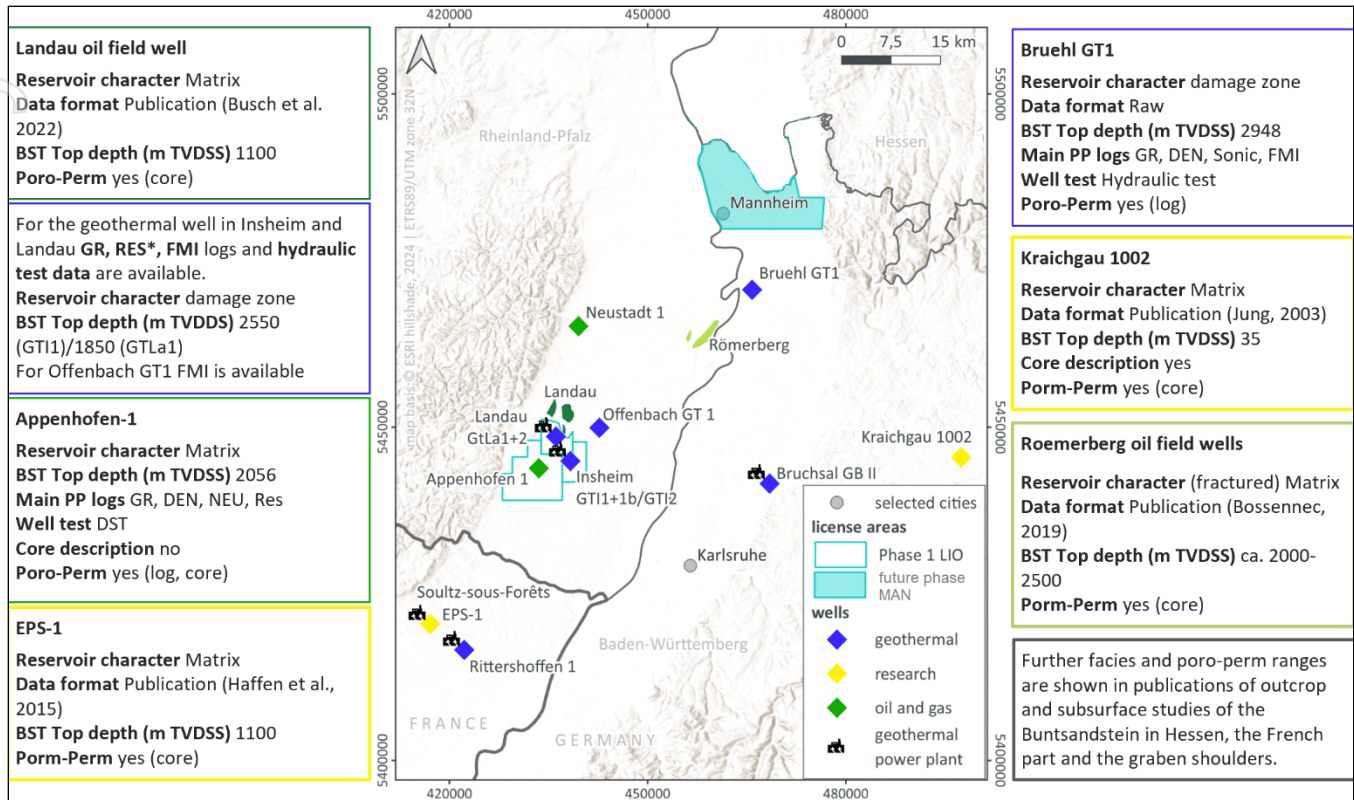 Landau oil field well
Reservoir character Matrix
Data format Publication (Busch et al.
2022)
BST Top depth (m TVDSS) 1100
Poro-Perm yes (core)
For the geothermal well in Insheim and
Landau GR, RES*, FMI logs and hydraulic
test data are available.
Reservoir character damage zone
BST Top depth (m TVDDS) 2550
(GTI1)/1850 (GTLa1)
For Offenbach GT1 FMI is available
Appenhofen-1
Reservoir character Matrix
BST Top depth (m TVDSS) 2056
Main PP logs GR, DEN, NEU, Res
Well test DST
Core description no
Poro-Perm yes (log, core)
EPS-1
Reservoir character Matrix
Data format Publication (Haffen et al.,
2015)
BST Top depth (m TVDSS) 1100
Porm-Perm yes (core)
420000
450000
480000
0 7,5 15 km
5500000
5500000
map basis:© ESRI hillshade, 2024 | ETRS89/UTM zone 32N
Rheinland-Pfalz
Hessen
Mannheim
Bruehl GT1
Neustadt 1
Römerberg
Landau
Landau
GtLa1+2
Offenbach GT 1
5450000
5450000
Kraichgau 1002
Appenhofen 1
Insheim
GTI1+1b/GTI2
Bruchsal GB II
Karlsruhe
Soultz-sous-Forêts
EPS-1
Rittershoffen 1
Baden-Württemberg
FRANCE
GERMANY
5400000
5400000
420000
450000
480000
selected cities
license areas
Phase 1 LIO
future phase
MAN
wells
geothermal
research
oil and gas
geothermal
power plant
Bruehl GT1
Reservoir character damage zone
Data format Raw
BST Top depth (m TVDSS) 2948
Main PP logs GR, DEN, Sonic, FMI
Well test Hydraulic test
Poro-Perm yes (log)
Kraichgau 1002
Reservoir character Matrix
Data format Publication (Jung, 2003)
BST Top depth (m TVDSS) 35
Core description yes
Porm-Perm yes (core)
Roemerberg oil field wells
Reservoir character (fractured) Matrix
Data format Publication (Bossennec,
2019)
BST Top depth (m TVDSS) ca. 2000-
2500
Porm-Perm yes (core)
Further facies and poro-perm ranges
are shown in publications of outcrop
and subsurface studies of the
Buntsandstein in Hessen, the French
part and the graben shoulders.